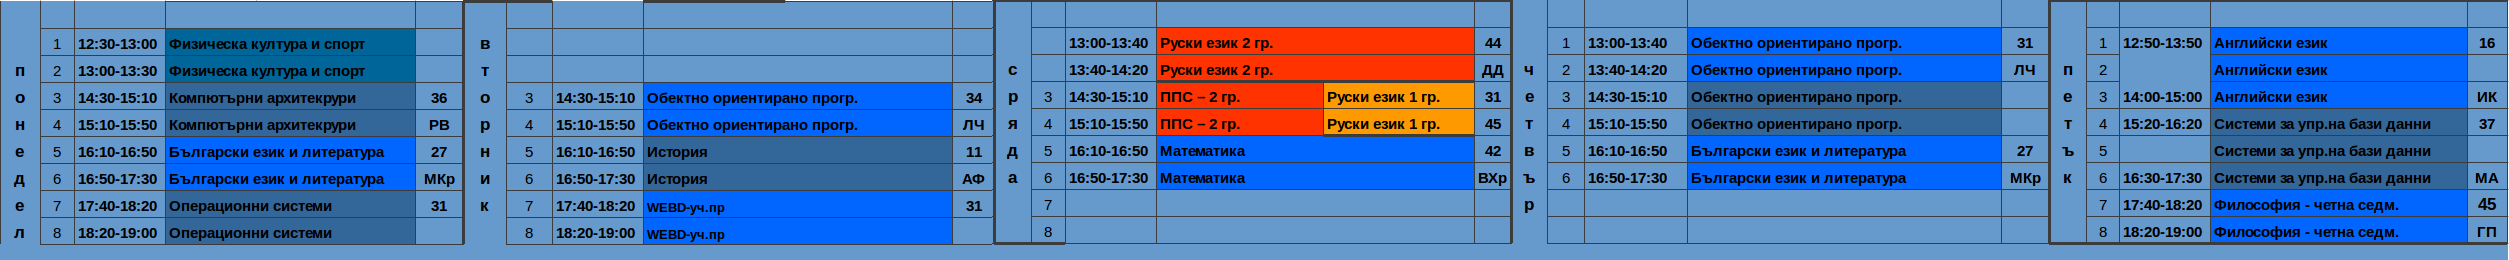 понедел
1 12:30-13:00 Физическа култура и спорт
2 13:00-13:30 Физическа култура и спорт
3 14:30-15:10 Компютърни архитекрури 36
4 15:10-15:50 Компютърни архитекрури РВ
5 16:10-16:50 Български език и литература 27
6 16:50-17:30 Български език и литература МКр
7 17:40-18:20 Операционни системи 31
8 18:20-19:00 Операционни системи
вторник
3 14:30-15:10 Обектно ориентирано прогр. 34
4 15:10-15:50 Обектно ориентирано прогр. ЛЧ
5 16:10-16:50 История 11
6 16:50-17:30 История АФ
7 17:40-18:20 WEBD-уч.пр 31
8 18:20-19:00 WEBD-уч.пр
сряда
13:00-13:40 Руски език 2 гр. 44
13:40-14:20 Руски език 2 гр. ДД
3 14:30-15:10 ППС – 2 гр. Руски език 1 гр. 31
4 15:10-15:50 ППС – 2 гр. Руски език 1 гр. 45
5 16:10-16:50 Математика 42
6 16:50-17:30 Математика ВХр
7
8
четвър
1 13:00-13:40 Обектно ориентирано прогр. 31
2 13:40-14:20 Обектно ориентирано прогр. ЛЧ
3 14:30-15:10 Обектно ориентирано прогр.
4 15:10-15:50 Обектно ориентирано прогр.
5 16:10-16:50 Български език и литература 27
6 16:50-17:30 Български език и литература МКр
петък
1 12:50-13:50 Английски език 16
2 Английски език
3 14:00-15:00 Английски език ИК
4 15:20-16:20 Системи за упр.на бази данни 37
5 Системи за упр.на бази данни
6 16:30-17:30 Системи за упр.на бази данни МА
7 17:40-18:20 Философия - четна седм. 45
8 18:20-19:00 Философия - четна седм. ГП